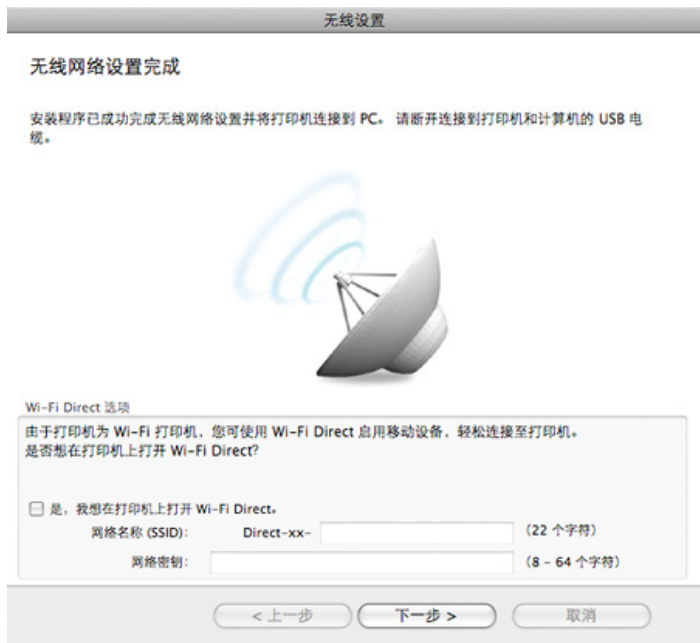 无线设置
无线网络设置完成
安装程序已成功完成无线网络设置并将打印机连接到 PC。 请断开连接到打印机和计算机的 USB 电
缆。
Wi-Fi Direct 选项
由于打印机为 Wi-Fi 打印机，您可使用 Wi-Fi Direct 启用移动设备，轻松连接至打印机。
是否想在打印机上打开 Wi-Fi Direct?
是，我想在打印机上打开 Wi-Fi Direct。
网络名称 (SSID): Direct-xx- (22 个字符)
网络密钥: (8 - 64 个字符)
< 上一步 下一步 > 取消